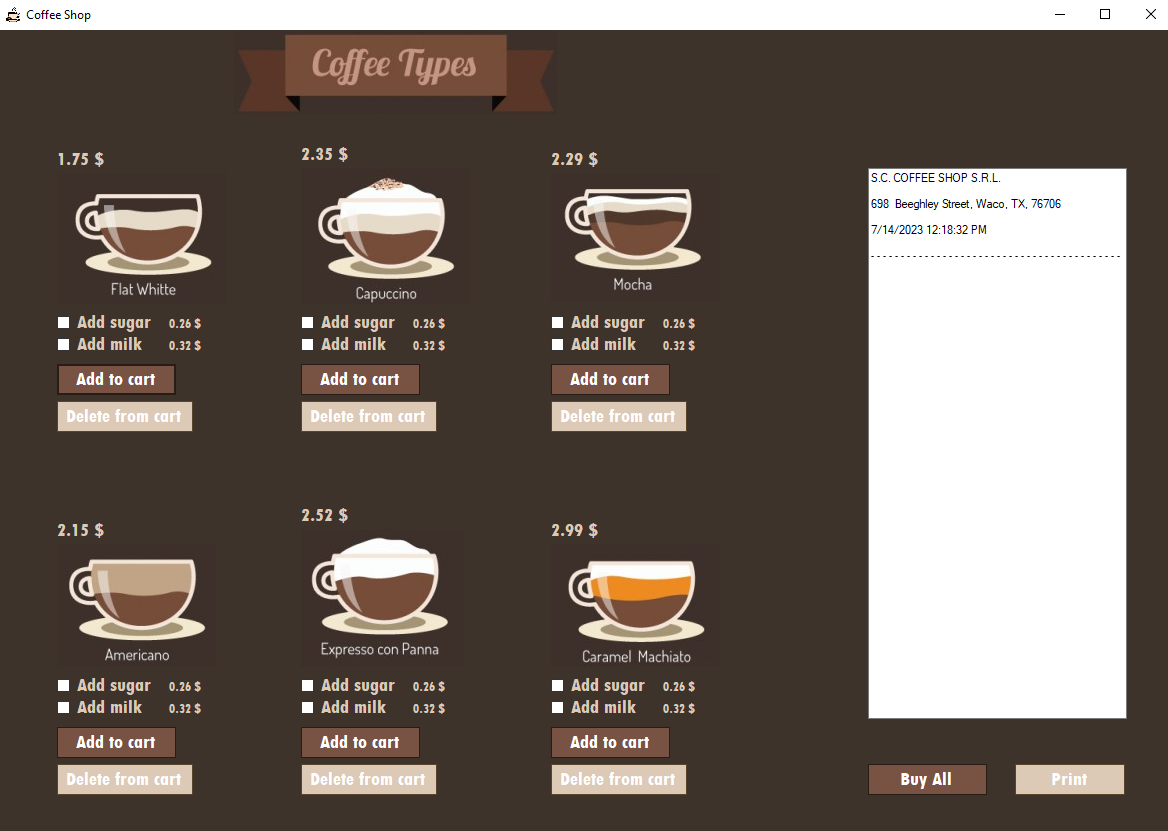 Coffee Shop
Coffee Types
1.75 $
Flat Whitte
Add sugar 0.26 $
Add milk 0.32 $
Add to cart
Delete from cart
2.35 $
Capuccino
Add sugar 0.26 $
Add milk 0.32 $
Add to cart
Delete from cart
2.29 $
Mocha
Add sugar 0.26 $
Add milk 0.32 $
Add to cart
Delete from cart
2.15 $
Americano
Add sugar 0.26 $
Add milk 0.32 $
Add to cart
Delete from cart
2.52 $
Expresso con Panna
Add sugar 0.26 $
Add milk 0.32 $
Add to cart
Delete from cart
2.99 $
Caramel Machiato
Add sugar 0.26 $
Add milk 0.32 $
Add to cart
Delete from cart
S.C. COFFEE SHOP S.R.L.
698 Beeghley Street, Waco, TX, 76706
7/14/2023 12:18:32 PM
--------------------------------------------------
Buy All
Print